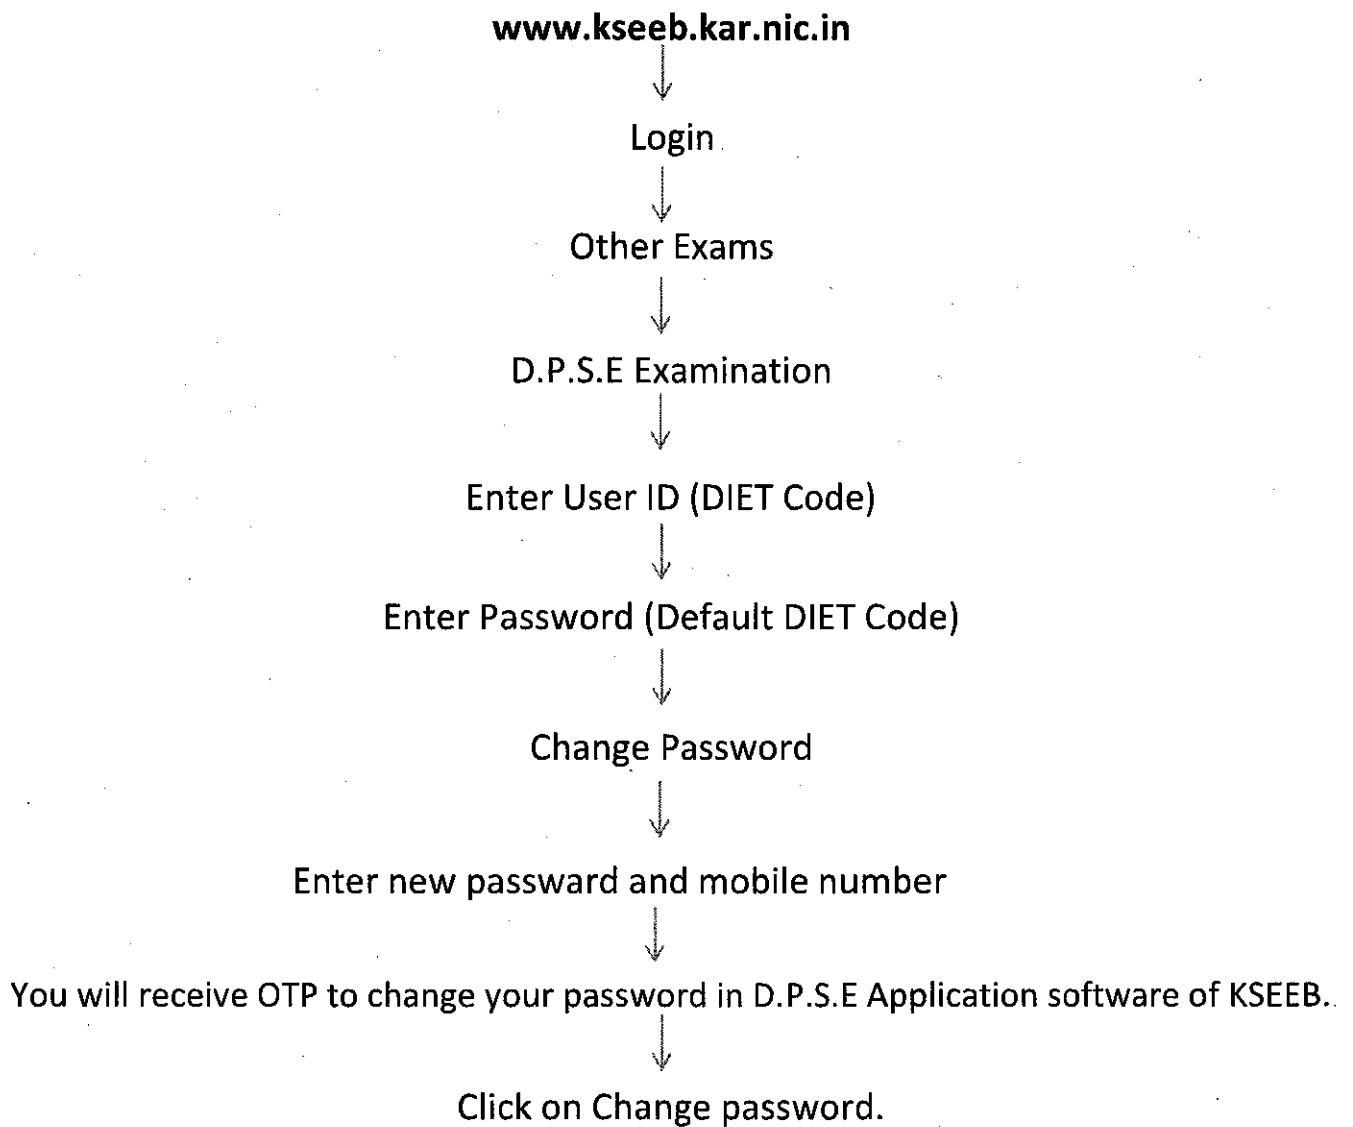 www.kseeb.kar.nic.in
Login
Other Exams
D.P.S.E Examination
Enter User ID (DIET Code)
Enter Password (Default DIET Code)
Change Password
Enter new passward and mobile number
You will receive OTP to change your password in D.P.S.E Application software of KSEEB.
Click on Change password.